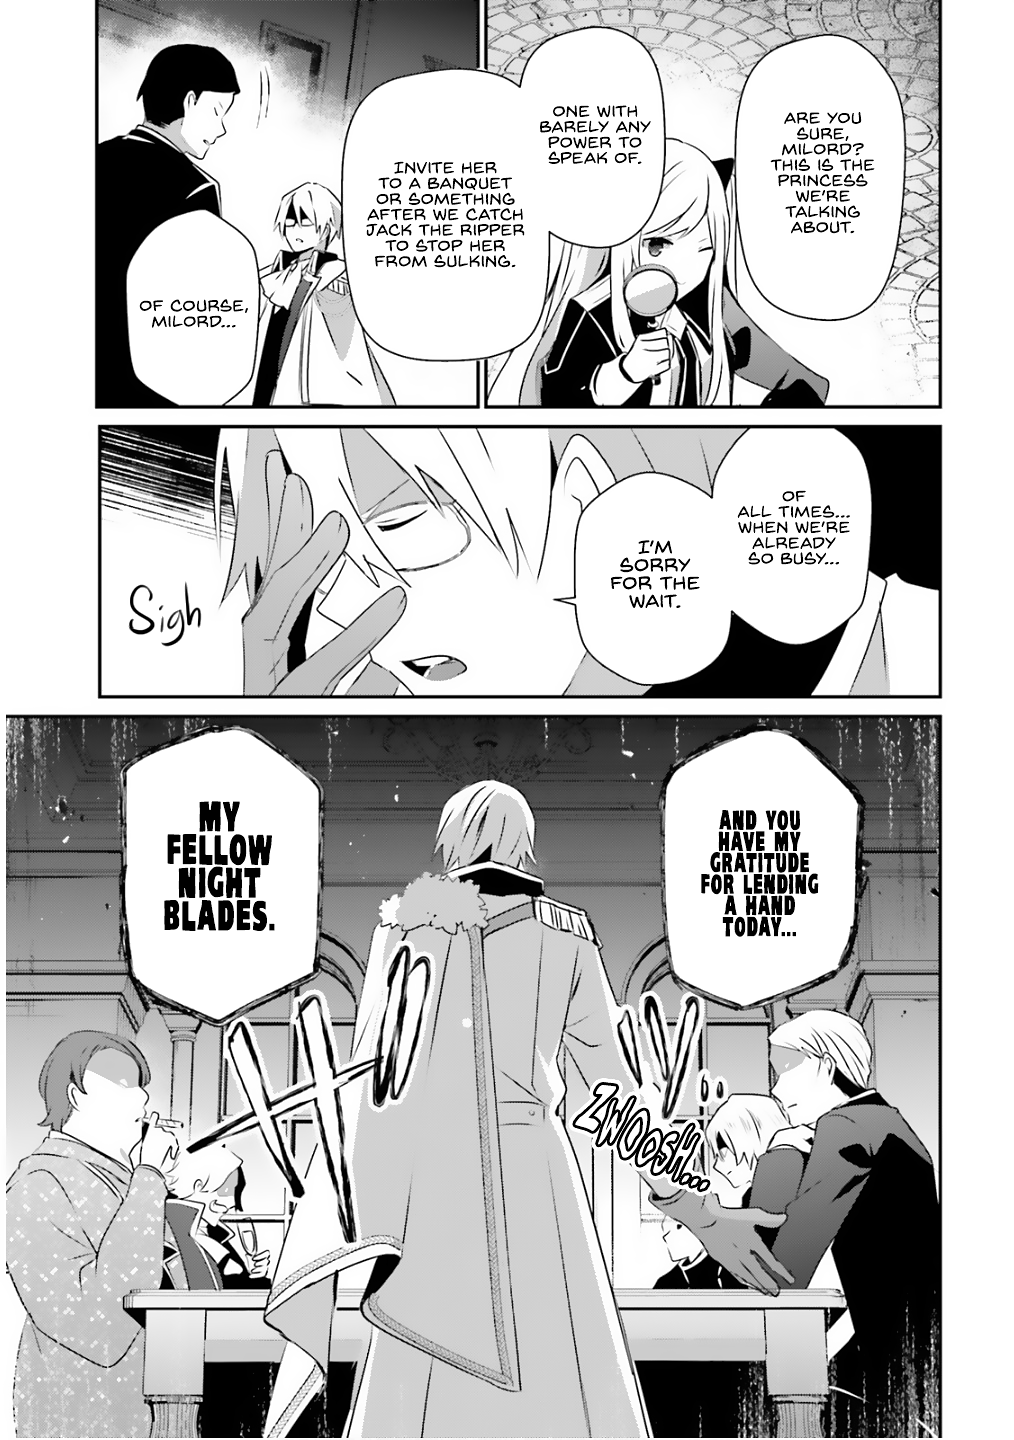 ARE YOU
SURE,
MILORD?
THIS IS THE
PRINCESS
WE'RE
TALKING
ABOUT.
ONE WITH
BARELY ANY
POWER TO
SPEAK OF.
INVITE HER
TO A BANQUET
OR SOMETHING
AFTER WE CATCH
JACK THE RIPPER
TO STOP HER
FROM SULKING.
OF COURSE,
MILORD...
OF
ALL TIMES...
WHEN WE'RE
ALREADY
SO BUSY...
I'M
SORRY
FOR THE
WAIT.
Sigh
AND YOU
HAVE MY
GRATITUDE
FOR LENDING
A HAND
TODAY...
MY
FELLOW
NIGHT
BLADES.
ZWOOSH...